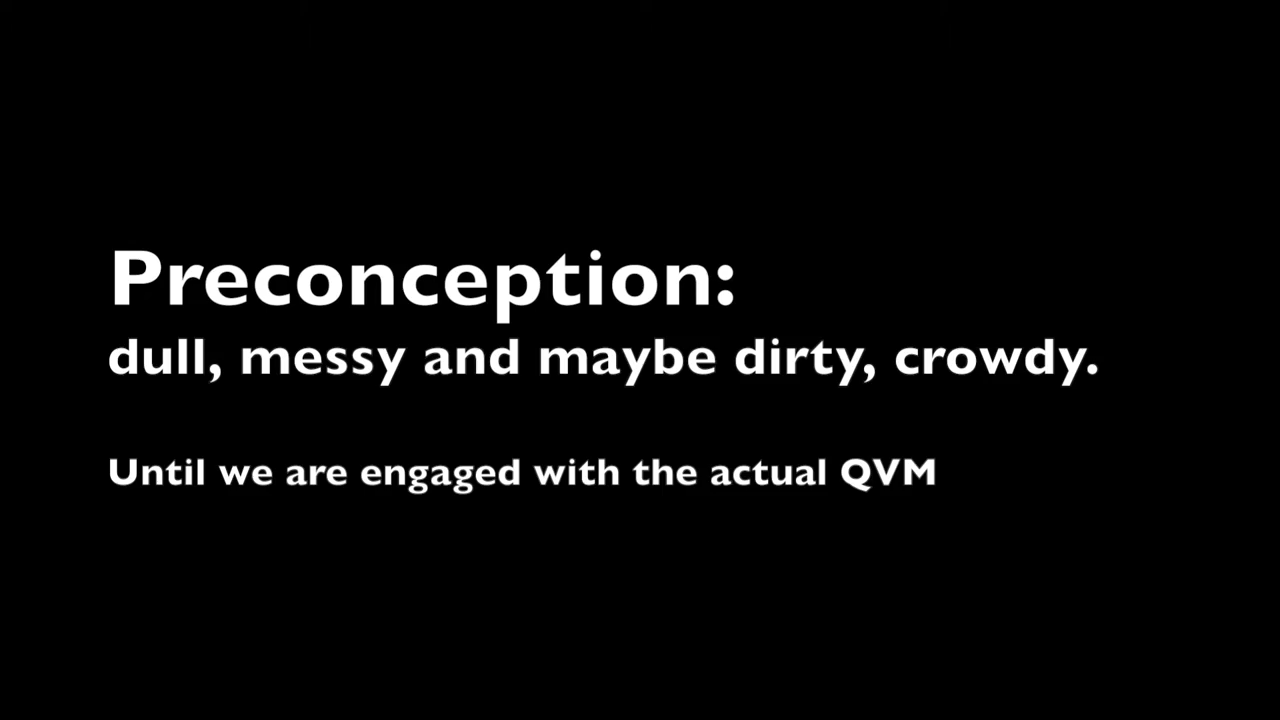 Preconception:
dull, messy and maybe dirty, crowdy.
Until we are engaged with the actual QVM